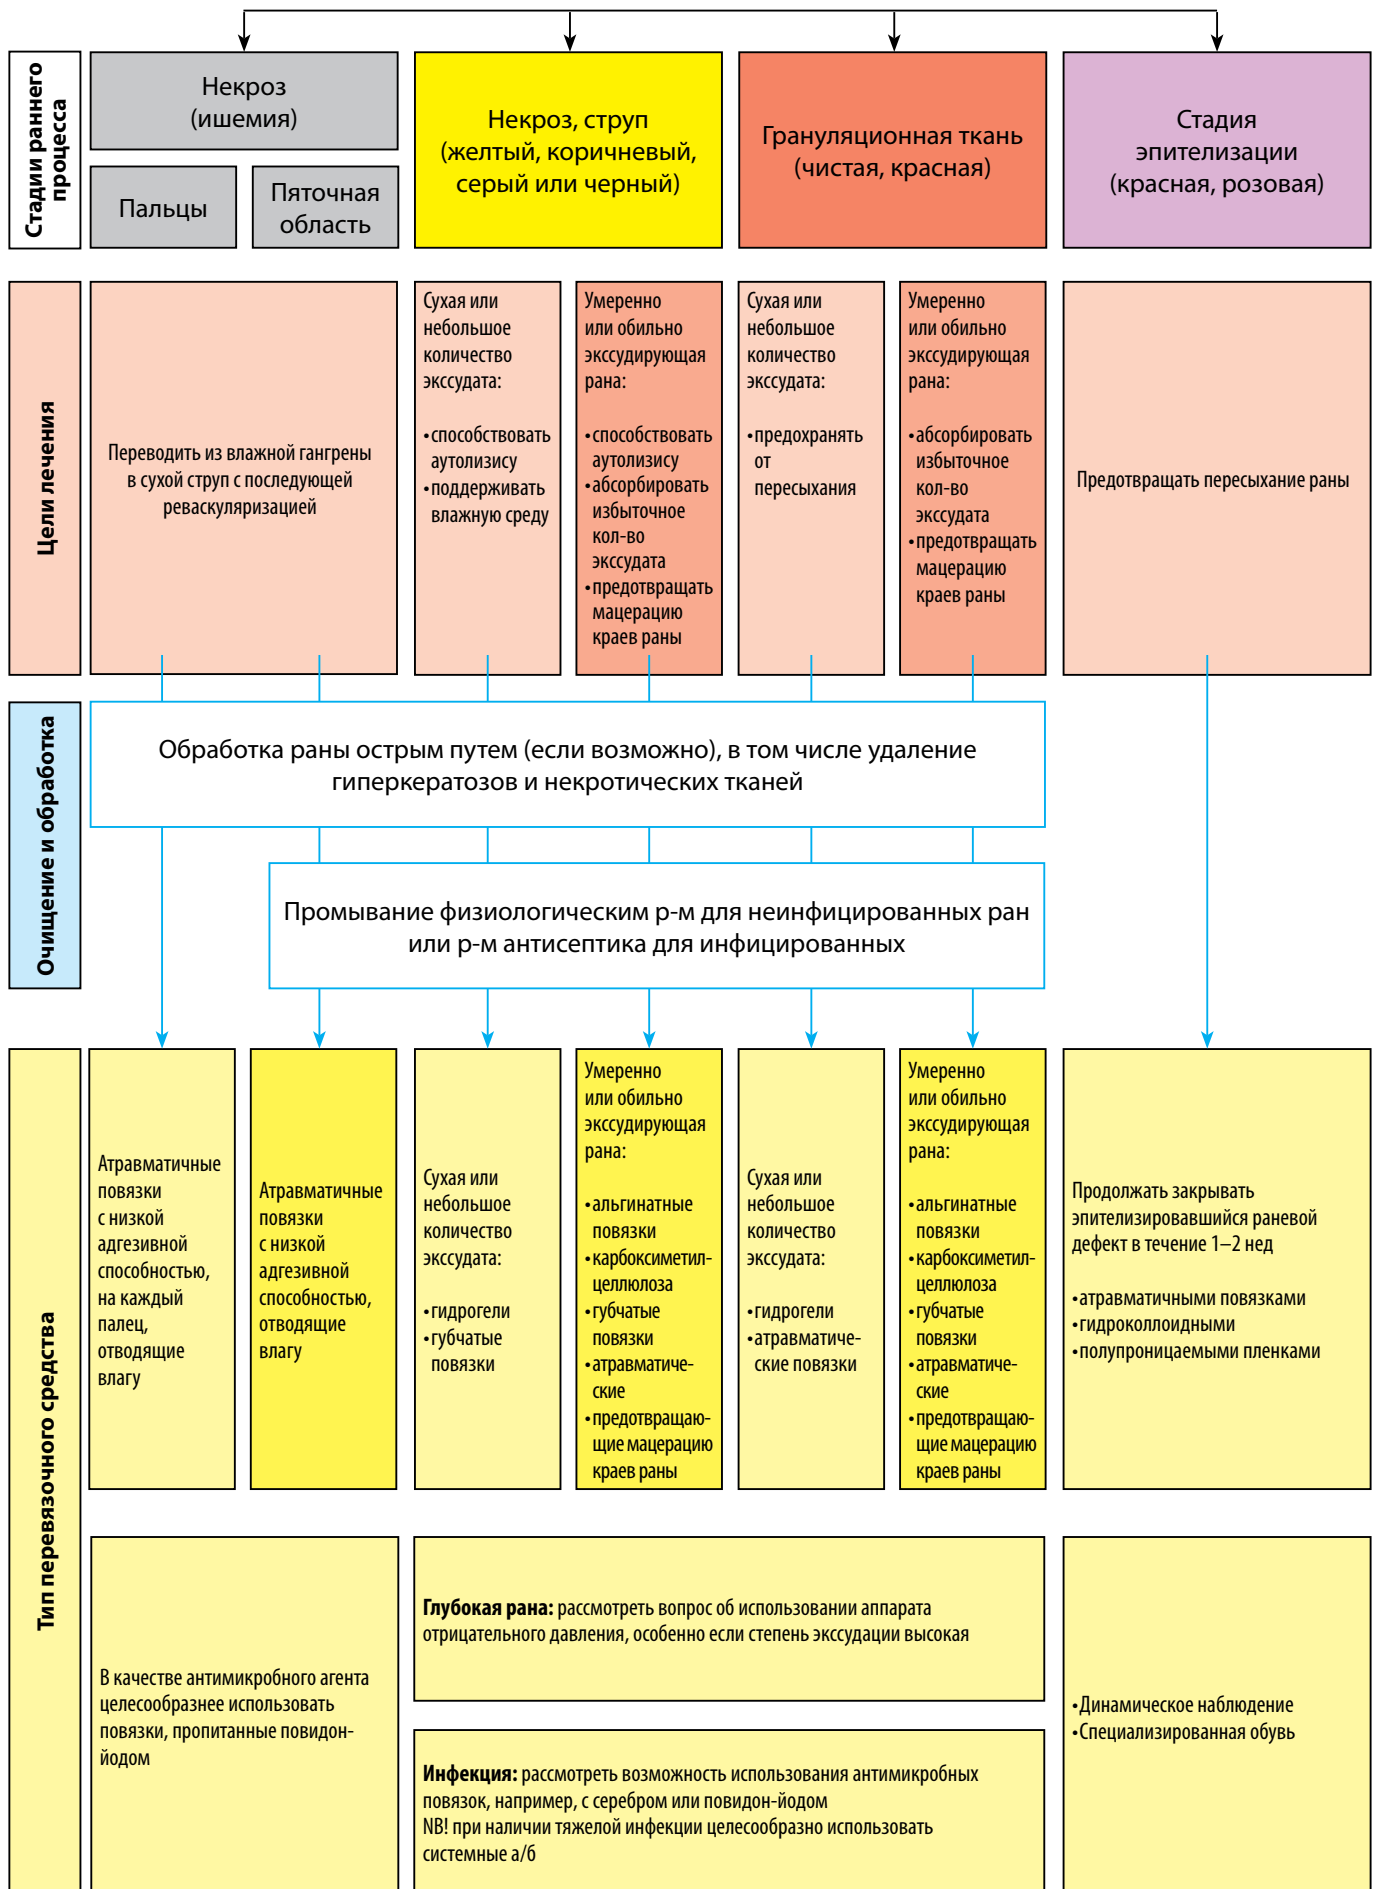 Стадии раннего
процесса
Некроз
(ишемия)
Пальцы
Пяточная
область
Некроз, струп
(желтый, коричневый,
серый или черный)
Грануляционная ткань
(чистая, красная)
Стадия
эпителизации
(красная, розовая)
Цели лечения
Переводить из влажной гангрены
в сухой струп с последующей
реваскуляризацией
Сухая или
небольшое
количество
экссудата:
•способствовать
аутолизису
•поддерживать
влажную среду
Умеренно
или обильно
экссудирующая
рана:
•способствовать
аутолизису
•абсорбировать
избыточное
кол-во
экссудата
•предотвращать
мацерацию
краев раны
Сухая или
небольшое
количество
экссудата:
•предохранять
от
пересыхания
Умеренно
или обильно
экссудирующая
рана:
•абсорбировать
избыточное
кол-во
экссудата
•предотвращать
мацерацию
краев раны
Предотвращать пересыхание раны
Очищение и обработка
Обработка раны острым путем (если возможно), в том числе удаление
гиперкератозов и некротических тканей
Промывание физиологическим р-м для неинфицированных ран
или р-м антисептика для инфицированных
Тип перевязочного средства
Атравматичные
повязки
с низкой
адгезивной
способностью,
на каждый
палец,
отводящие
влагу
Атравматичные
повязки
с низкой
адгезивной
способностью,
отводящие
влагу
Сухая или
небольшое
количество
экссудата:
•гидрогели
•губчатые
повязки
Умеренно
или обильно
экссудирующая
рана:
•альгинатные
повязки
•карбоксиметил-
целлюлоза
•губчатые
повязки
•атравматиче-
ские
•предотвращаю-
щие мацерацию
краев раны
Сухая или
небольшое
количество
экссудата:
•гидрогели
•атравматиче-
ские повязки
Умеренно
или обильно
экссудирующая
рана:
•альгинатные
повязки
•карбоксиметил-
целлюлоза
•губчатые
повязки
•атравматиче-
ские
•предотвращаю-
щие мацерацию
краев раны
Продолжать закрывать
эпителизировавшийся раневой
дефект в течение 1–2 нед
•атравматичными повязками
•гидроколлоидными
•полупроницаемыми пленками
В качестве антимикробного агента
целесообразнее использовать
повязки, пропитанные повидон-
йодом
Глубокая рана: рассмотреть вопрос об использовании аппарата
отрицательного давления, особенно если степень экссудации высокая
Инфекция: рассмотреть возможность использования антимикробных
повязок, например, с серебром или повидон-йодом
NB! при наличии тяжелой инфекции целесообразно использовать
системные а/б
•Динамическое наблюдение
•Специализированная обувь